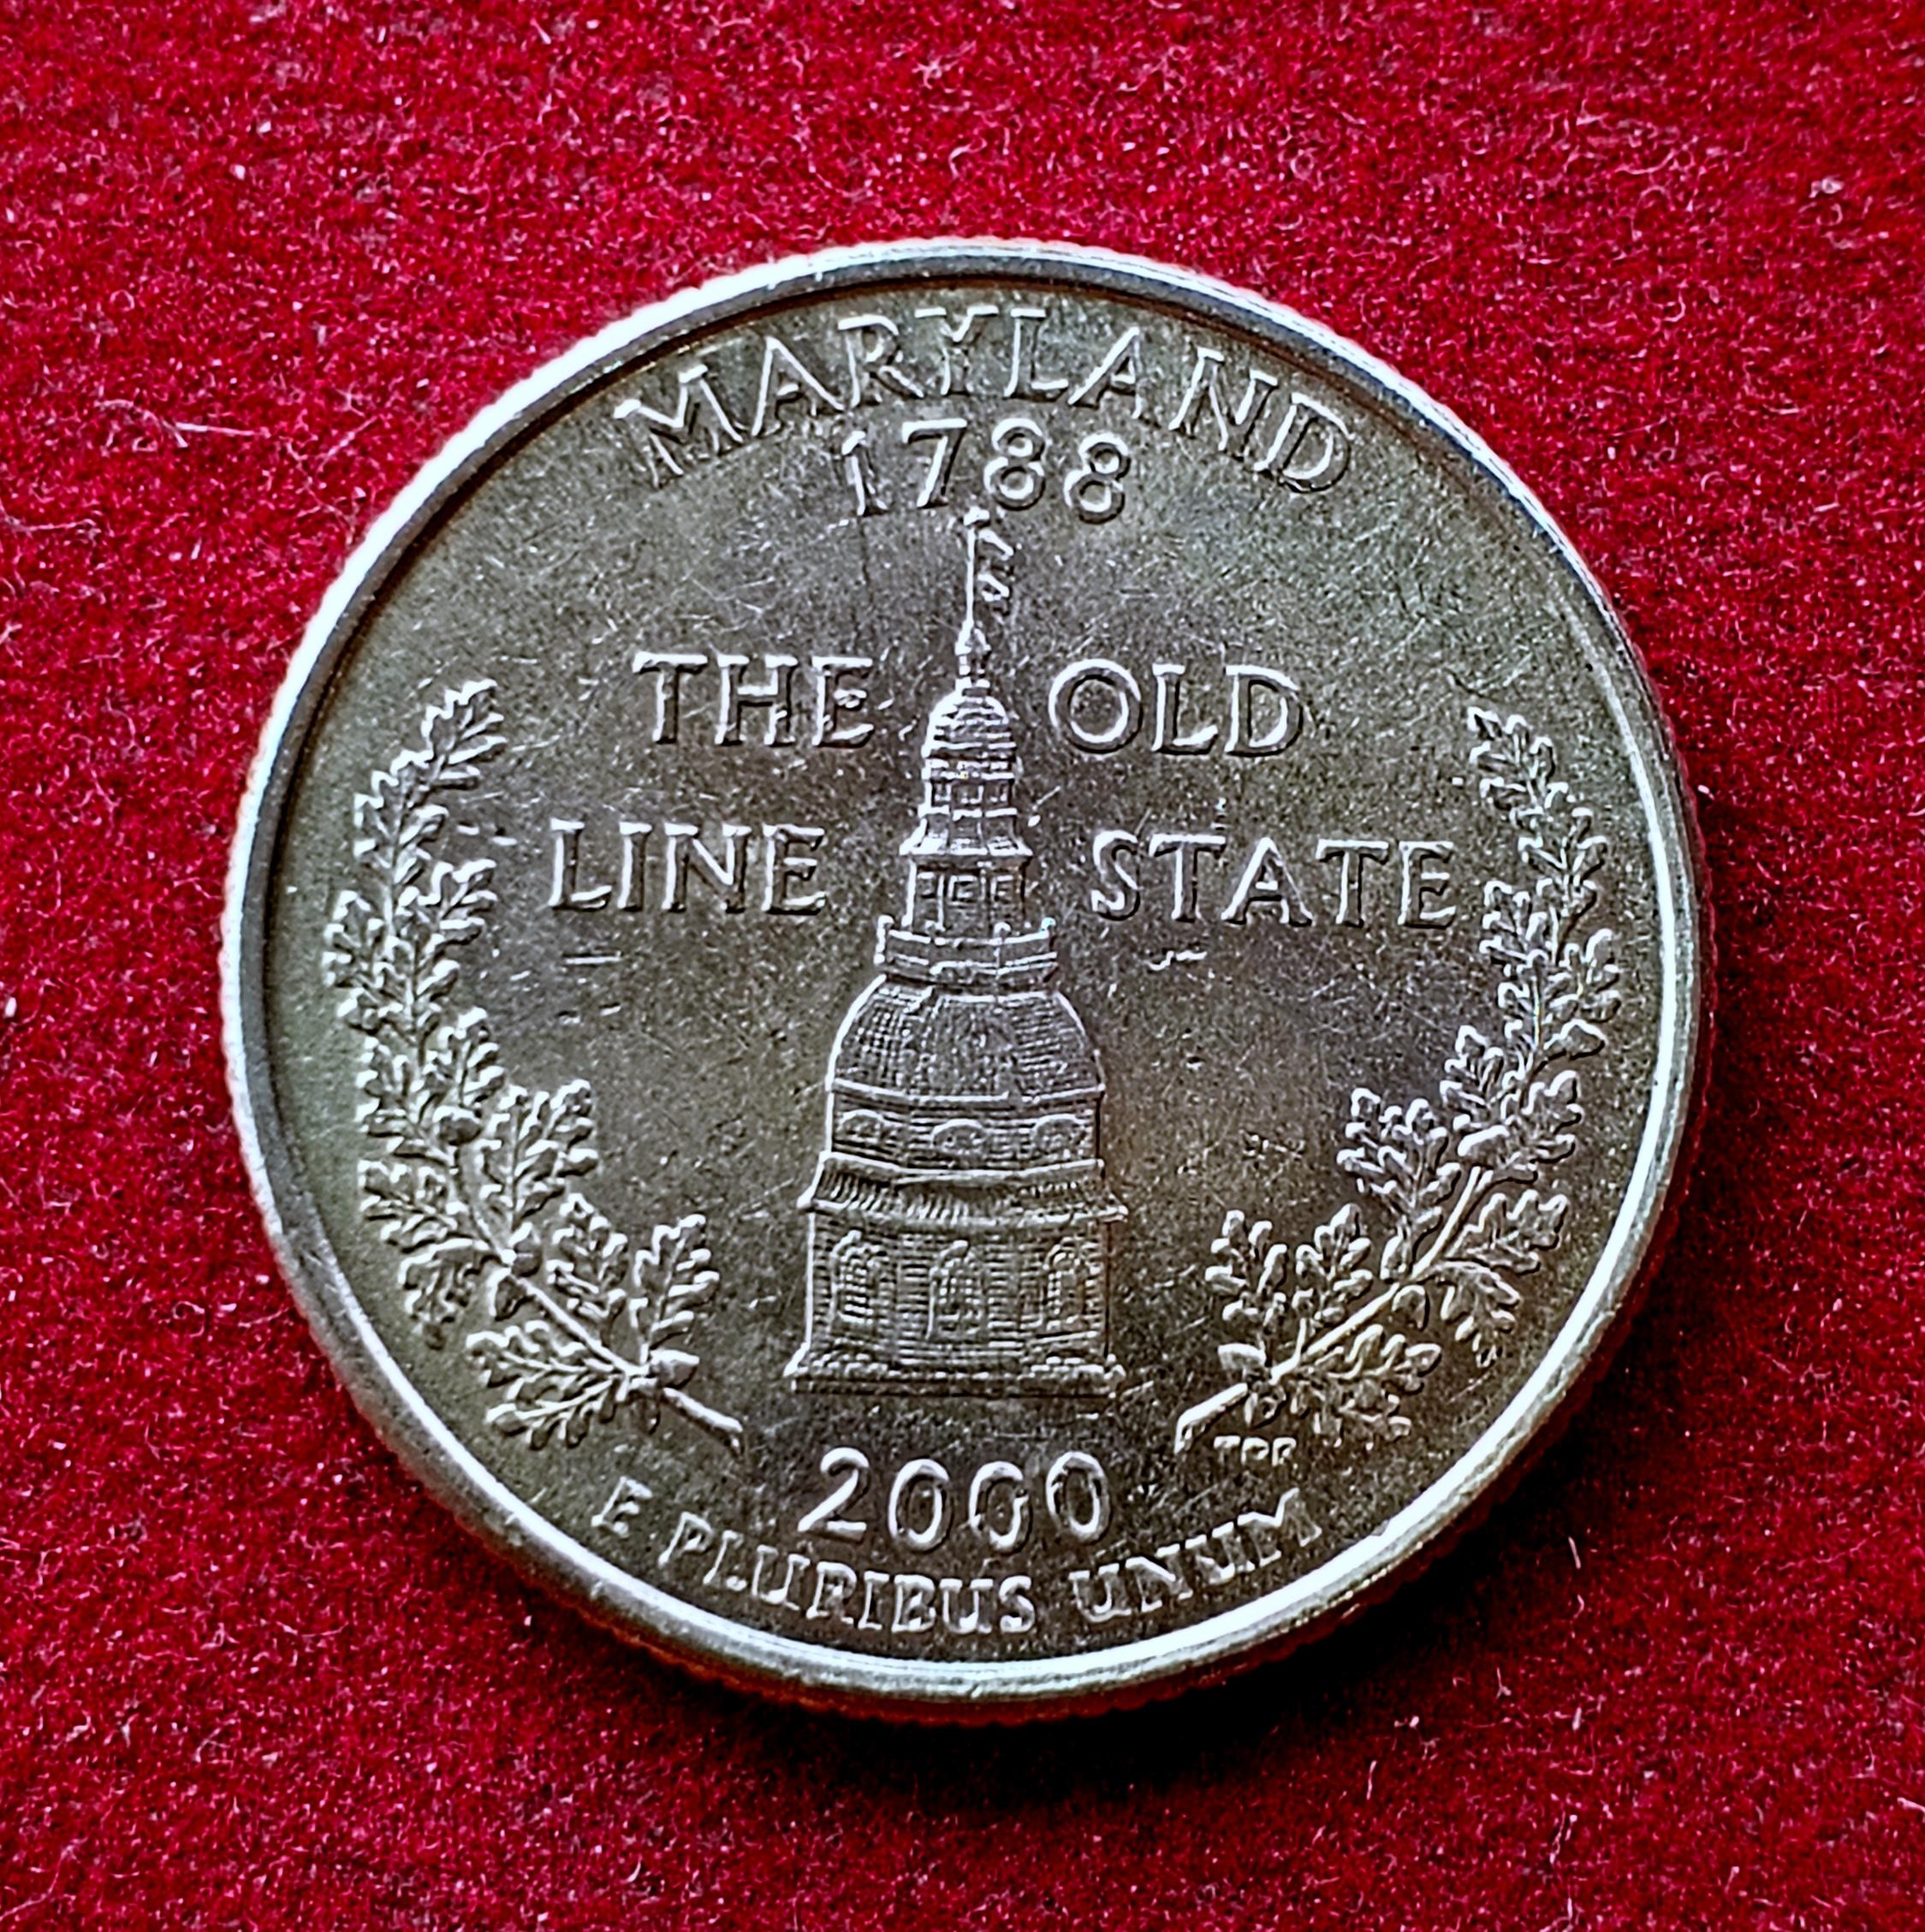 MARYLAND
1788
THE OLD
LINE STATE
TDR
2000
E PLURIBUS UNUM